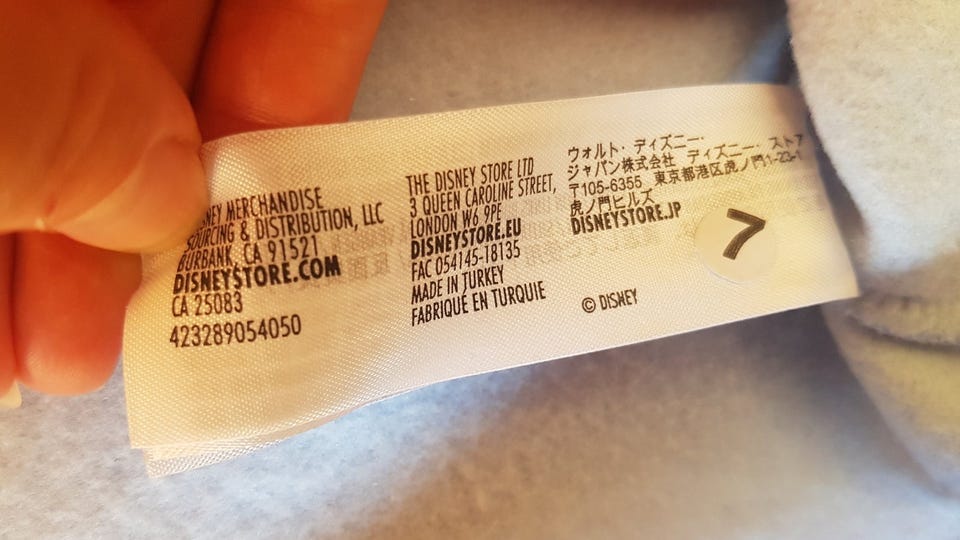 MERCHANDISE
SOURCING & DISTRIBUTION, LLC
BURBANK, CA 91521
DISNEYSTORE.COM
CA 25083
423289054050
THE DISNEY STORE LTD
3 QUEEN CAROLINE STREET,
LONDON W6 9PE
DISNEYSTORE.EU
FAC 054145-18135
MADE IN TURKEY
FABRIQUÉ EN TURQUIE
ウォルト・ディズニー・
ジャパン株式会社 ディズニー・ストア
〒105-6355 東京都港区虎ノ門1-23-1
虎ノ門ヒルズ
DISNEYSTORE.JP
© DISNEY
7